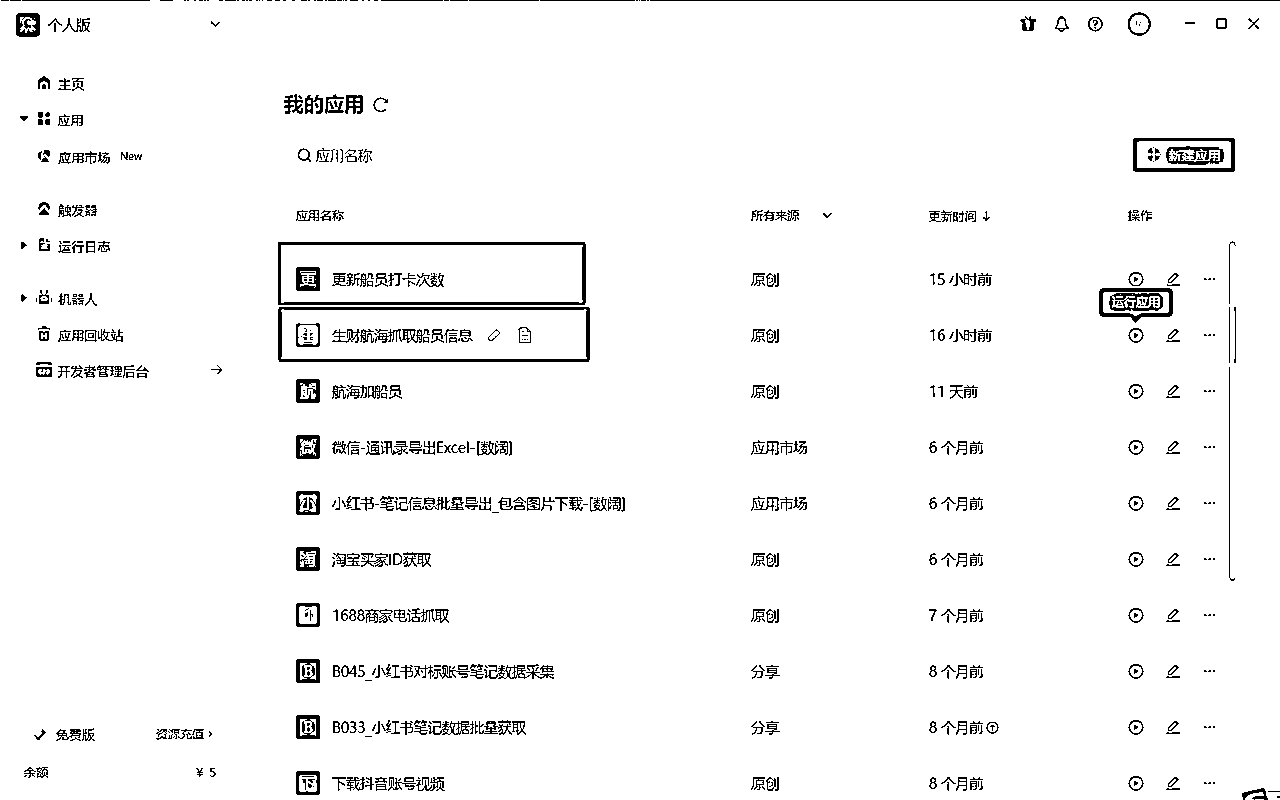 个人版
主页
应用
应用市场 New
触发器
运行日志
机器人
应用回收站
开发者管理后台
免费版 资源充值
余额 ¥ 5
我的应用
应用名称
新建应用
应用名称 所有来源 更新时间 操作
更新船员打卡次数 原创 15 小时前
运行应用
生财航海抓取船员信息 原创 16 小时前
航海加船员 原创 11 天前
微信-通讯录导出Excel-[数阔] 应用市场 6 个月前
小红书-笔记信息批量导出_包含图片下载-[数阔] 应用市场 6 个月前
淘宝买家ID获取 原创 6 个月前
1688商家电话抓取 原创 7 个月前
B045_小红书对标账号笔记数据采集 分享 8 个月前
B033_小红书笔记数据批量获取 分享 8 个月前
下载抖音账号视频 原创 8 个月前